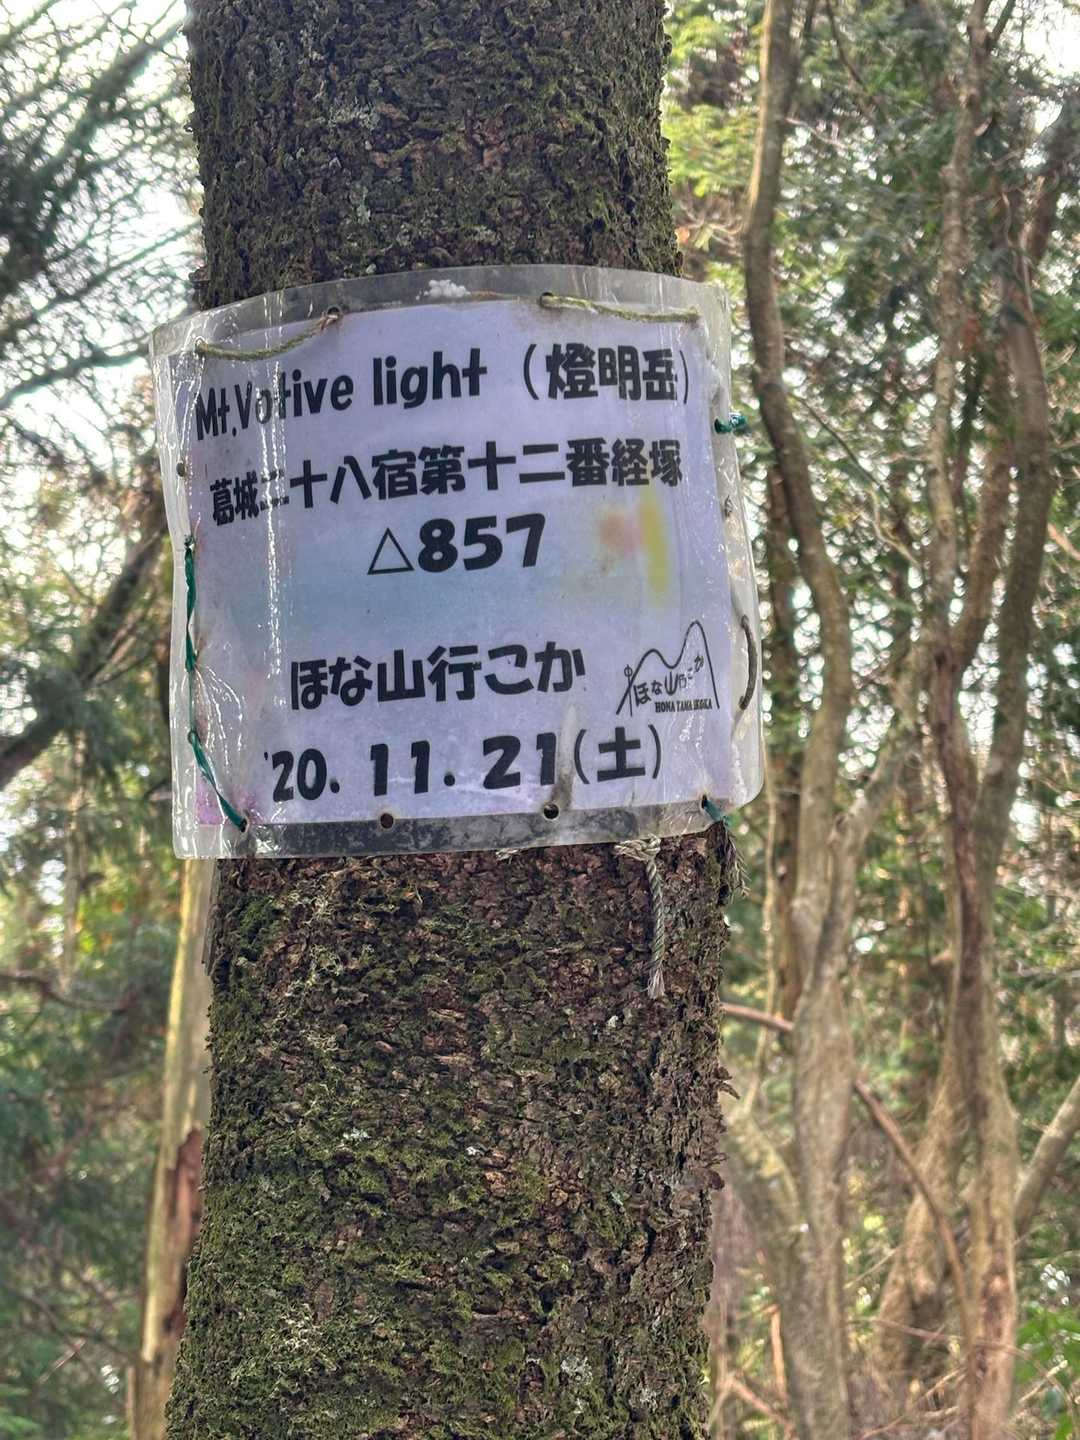 Mt.Votive light (燈明岳)
葛城二十八宿第十二番経塚
△857
ほな山行こか
ほな山行こか
HONA YAMA IKOKA
'20. 11. 21(土)